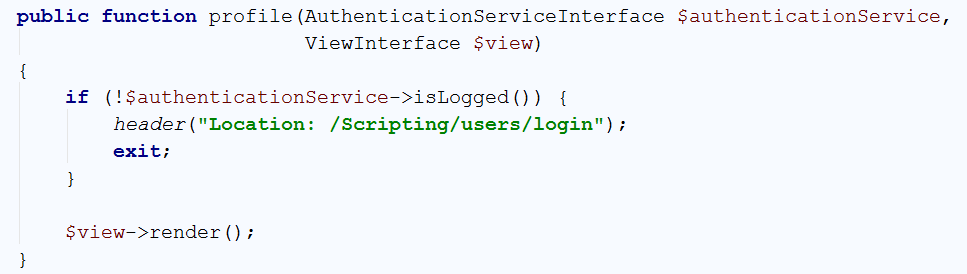 public function profile(AuthenticationServiceInterface $authenticationService,
                        ViewInterface $view)
{
    if (!$authenticationService->isLogged()) {
        header("Location: /Scripting/users/login");
        exit;
    }

    $view->render();
}